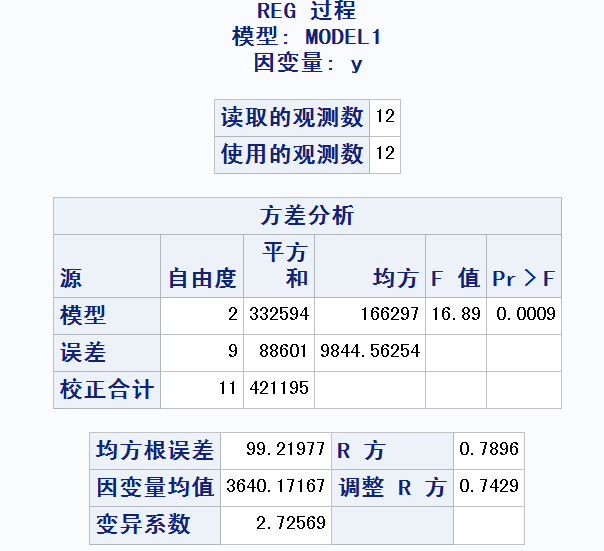 REG 过程
模型: MODEL1
因变量: y
读取的观测数 12
使用的观测数 12
方差分析
源 自由度 平方和 均方 F 值 Pr > F
模型 2 332594 166297 16.89 0.0009
误差 9 88601 9844.56254
校正合计 11 421195
均方根误差 99.21977 R 方 0.7896
因变量均值 3640.17167 调整 R 方 0.7429
变异系数 2.72569